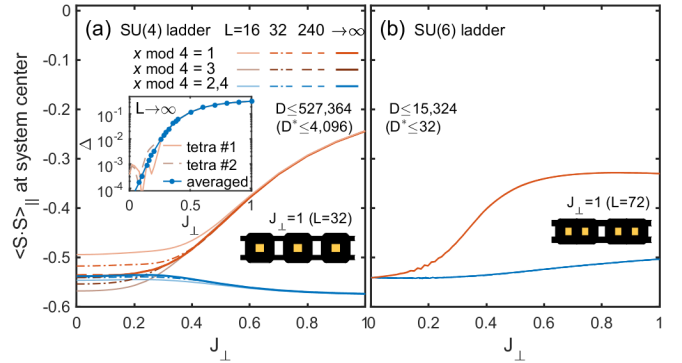 (a) SU(4) ladder L=16 32 240 →∞
x mod 4 = 1
x mod 4 = 3
x mod 4 = 2,4
L→∞
D≤527,364
(D*≤4,096)
tetra #1
tetra #2
averaged
Δ
10-1
10-2
10-3
10-4
0 0.5 1
J⊥
J⊥=1 (L=32)
<S·S>|| at system center
0
-0.1
-0.2
-0.3
-0.4
-0.5
-0.6
0 0.2 0.4 0.6 0.8 1.0
J⊥
(b) SU(6) ladder
D≤15,324
(D*≤32)
J⊥=1 (L=72)
0 0.2 0.4 0.6 0.8 1
J⊥